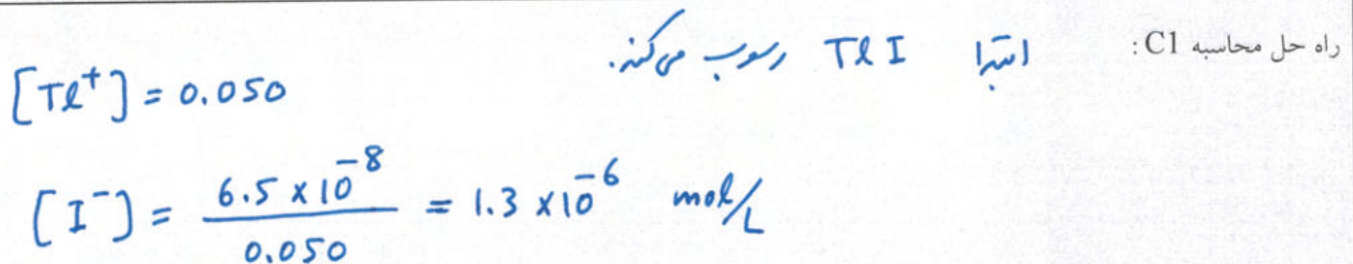 راه حل محاسبه C1:
ابتدا TlI رسوب می‌کند.
[Tl⁺] = 0.050
[I⁻] = 6.5 × 10⁻⁸ / 0.050 = 1.3 × 10⁻⁶ mol/L